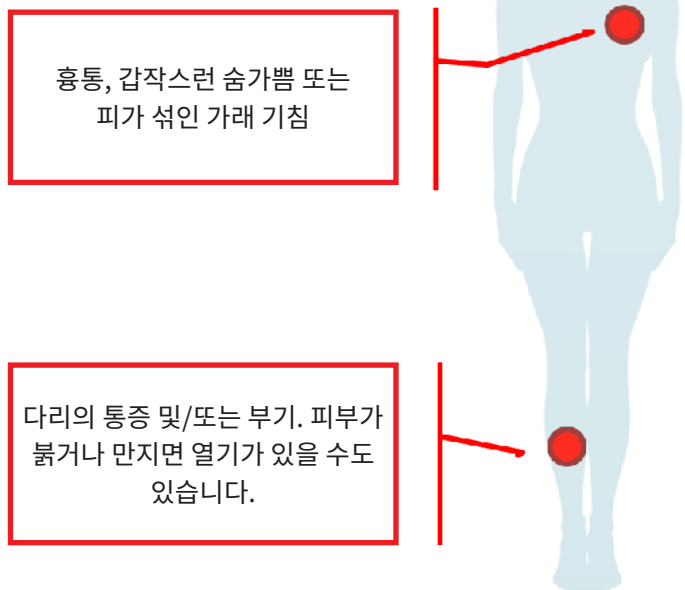 흉통, 갑작스런 숨가쁨 또는
피가 섞인 가래 기침
다리의 통증 및/또는 부기. 피부가
붉거나 만지면 열기가 있을 수도
있습니다.